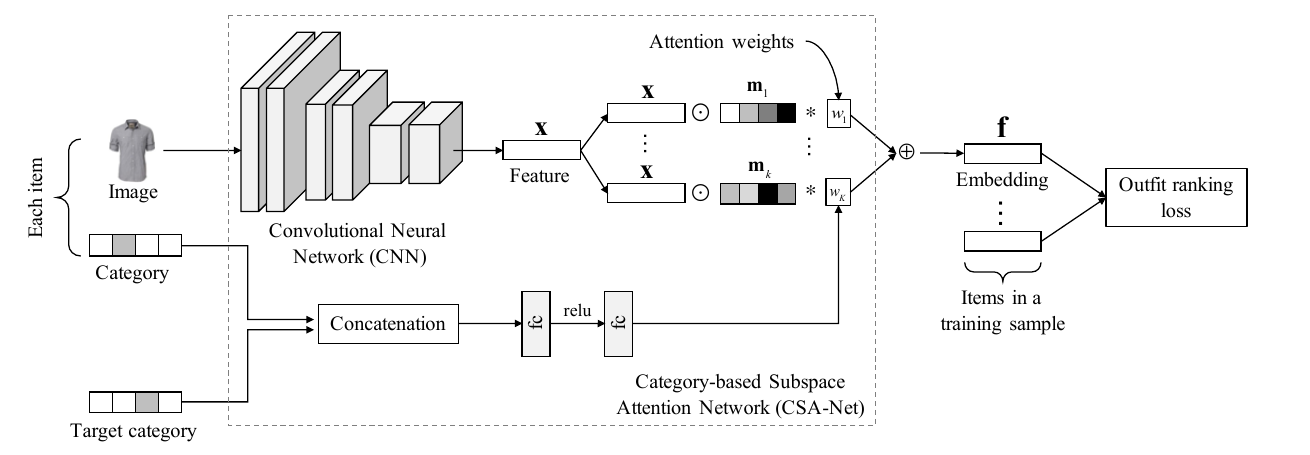 Each item
Image
Category
Target category
Convolutional Neural
Network (CNN)
x
Feature
Attention weights
x ⊙ m₁ * w₁
⋮ ⋮
x ⊙ mₖ * w_K
⊕
Concatenation
fc
relu
fc
Category-based Subspace
Attention Network (CSA-Net)
f
Embedding
⋮
Items in a
training sample
Outfit ranking
loss